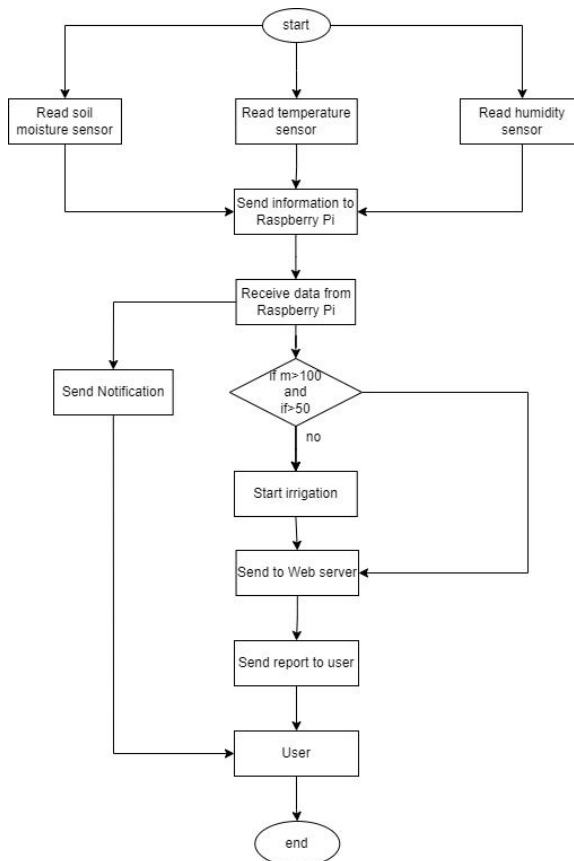 start
Read soil
moisture sensor
Read temperature
sensor
Read humidity
sensor
Send information to
Raspberry Pi
Receive data from
Raspberry Pi
Send Notification
if m>100
and
if>50
no
Start irrigation
Send to Web server
Send report to user
User
end